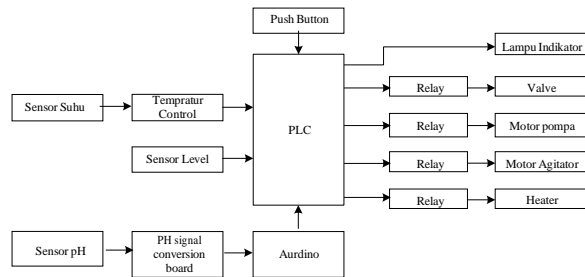 Push Button
Lampu Indikator
Sensor Suhu
Tempratur
Control
PLC
Relay
Valve
Relay
Motor pompa
Sensor Level
Relay
Motor Agitator
Relay
Heater
Sensor pH
PH signal
conversion
board
Aurdino